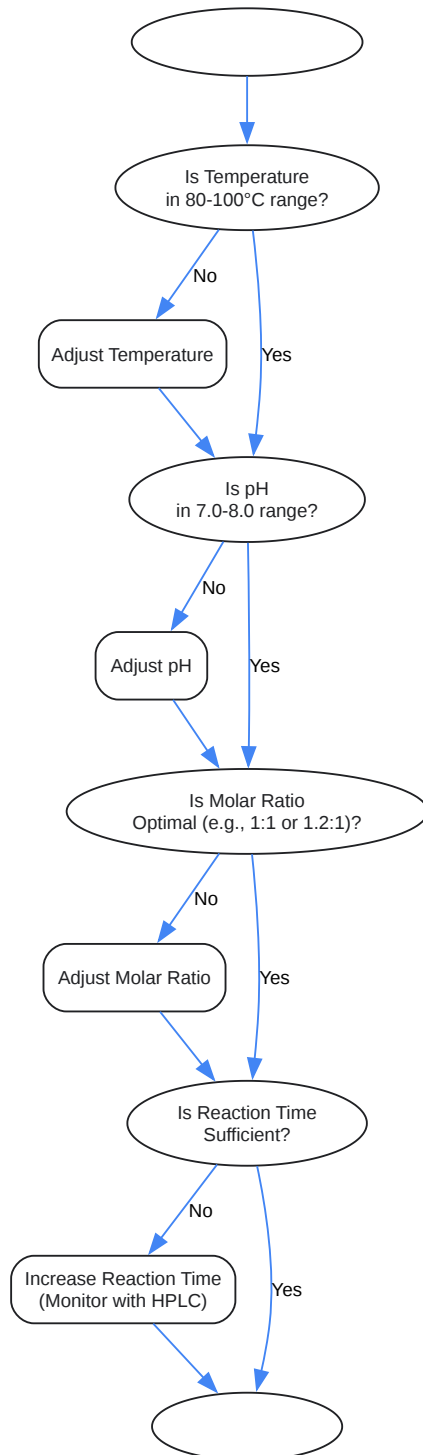 Is Temperature
in 80-100°C range?
No
Adjust Temperature
Yes
Is pH
in 7.0-8.0 range?
No
Adjust pH
Yes
Is Molar Ratio
Optimal (e.g., 1:1 or 1.2:1)?
No
Adjust Molar Ratio
Yes
Is Reaction Time
Sufficient?
No
Increase Reaction Time
(Monitor with HPLC)
Yes